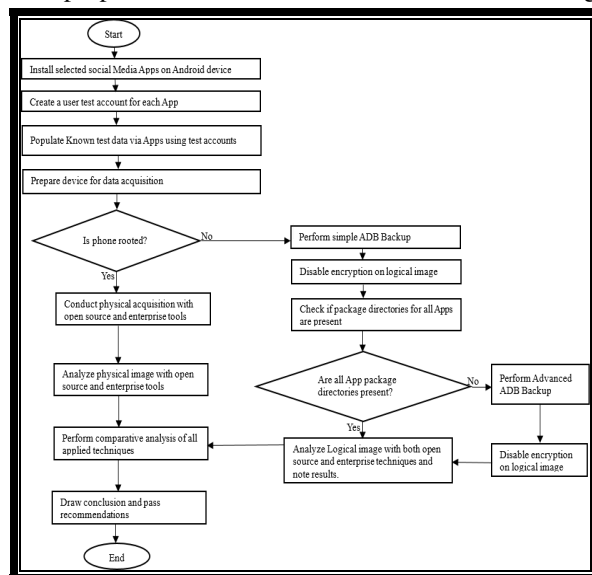 Start
Install selected social Media Apps on Android device
Create a user test account for each App
Populate Known test data via Apps using test accounts
Prepare device for data acquisition
Is phone rooted?
No
Yes
Perform simple ADB Backup
Disable encryption on logical image
Check if package directories for all Apps
are present
Are all App package
directories present?
No
Yes
Perform Advanced
ADB Backup
Disable encryption
on logical image
Analyze Logical image with both open
source and enterprise techniques and
note results.
Conduct physical acquisition with
open source and enterprise tools
Analyze physical image with open
source and enterprise tools
Perform comparative analysis of all
applied techniques
Draw conclusion and pass
recommendations
End